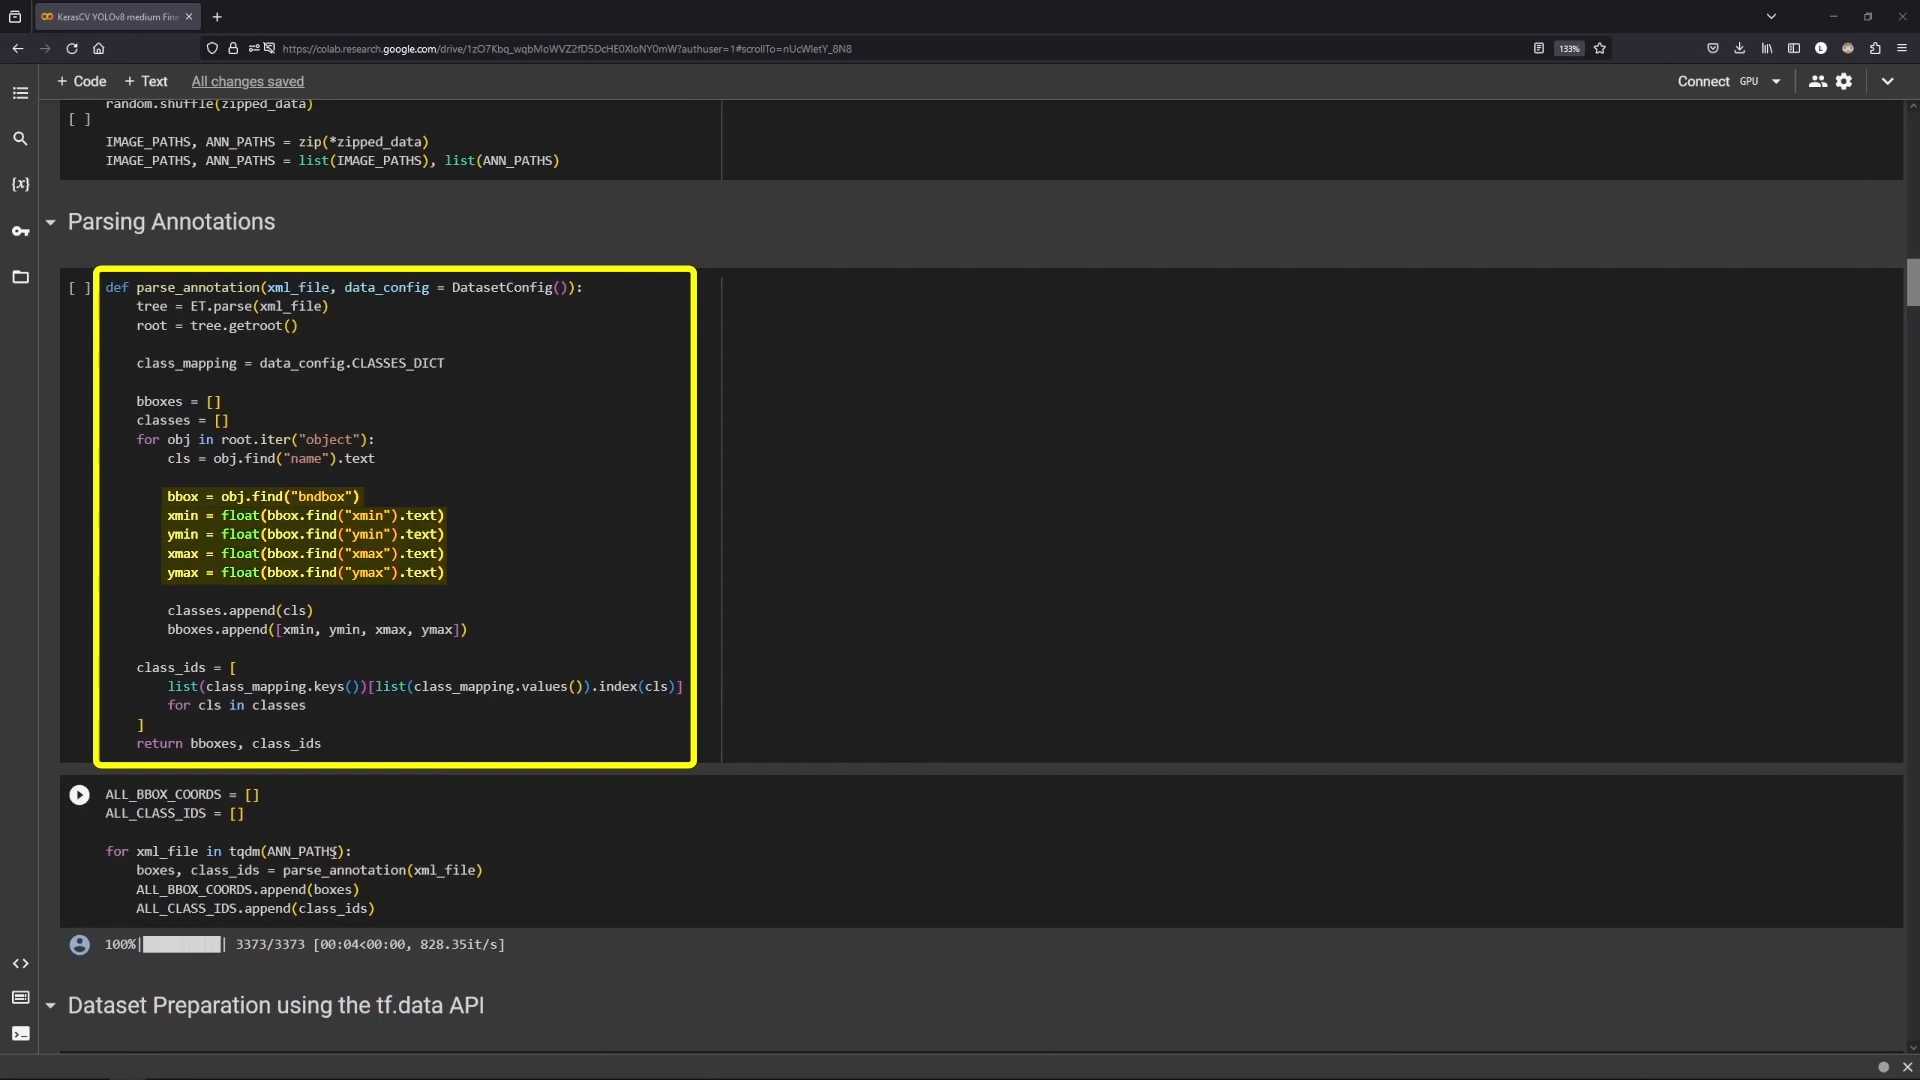 KerasCV YOLOv8 medium Fine
https://colab.research.google.com/drive/1zO7Kbq_wqbMoWVZ2fD5DcHE0XloNY0mW?authuser=1#scrollTo=nUcWletY_8N8
133%
+ Code + Text All changes saved
Connect GPU
random.shuffle(zipped_data)
[ ]
IMAGE_PATHS, ANN_PATHS = zip(*zipped_data)
IMAGE_PATHS, ANN_PATHS = list(IMAGE_PATHS), list(ANN_PATHS)
Parsing Annotations
[ ] def parse_annotation(xml_file, data_config = DatasetConfig()):
tree = ET.parse(xml_file)
root = tree.getroot()
class_mapping = data_config.CLASSES_DICT
bboxes = []
classes = []
for obj in root.iter("object"):
cls = obj.find("name").text
bbox = obj.find("bndbox")
xmin = float(bbox.find("xmin").text)
ymin = float(bbox.find("ymin").text)
xmax = float(bbox.find("xmax").text)
ymax = float(bbox.find("ymax").text)
classes.append(cls)
bboxes.append([xmin, ymin, xmax, ymax])
class_ids = [
list(class_mapping.keys())[list(class_mapping.values()).index(cls)]
for cls in classes
]
return bboxes, class_ids
ALL_BBOX_COORDS = []
ALL_CLASS_IDS = []
for xml_file in tqdm(ANN_PATHS):
boxes, class_ids = parse_annotation(xml_file)
ALL_BBOX_COORDS.append(boxes)
ALL_CLASS_IDS.append(class_ids)
100%|██████████| 3373/3373 [00:04<00:00, 828.35it/s]
Dataset Preparation using the tf.data API